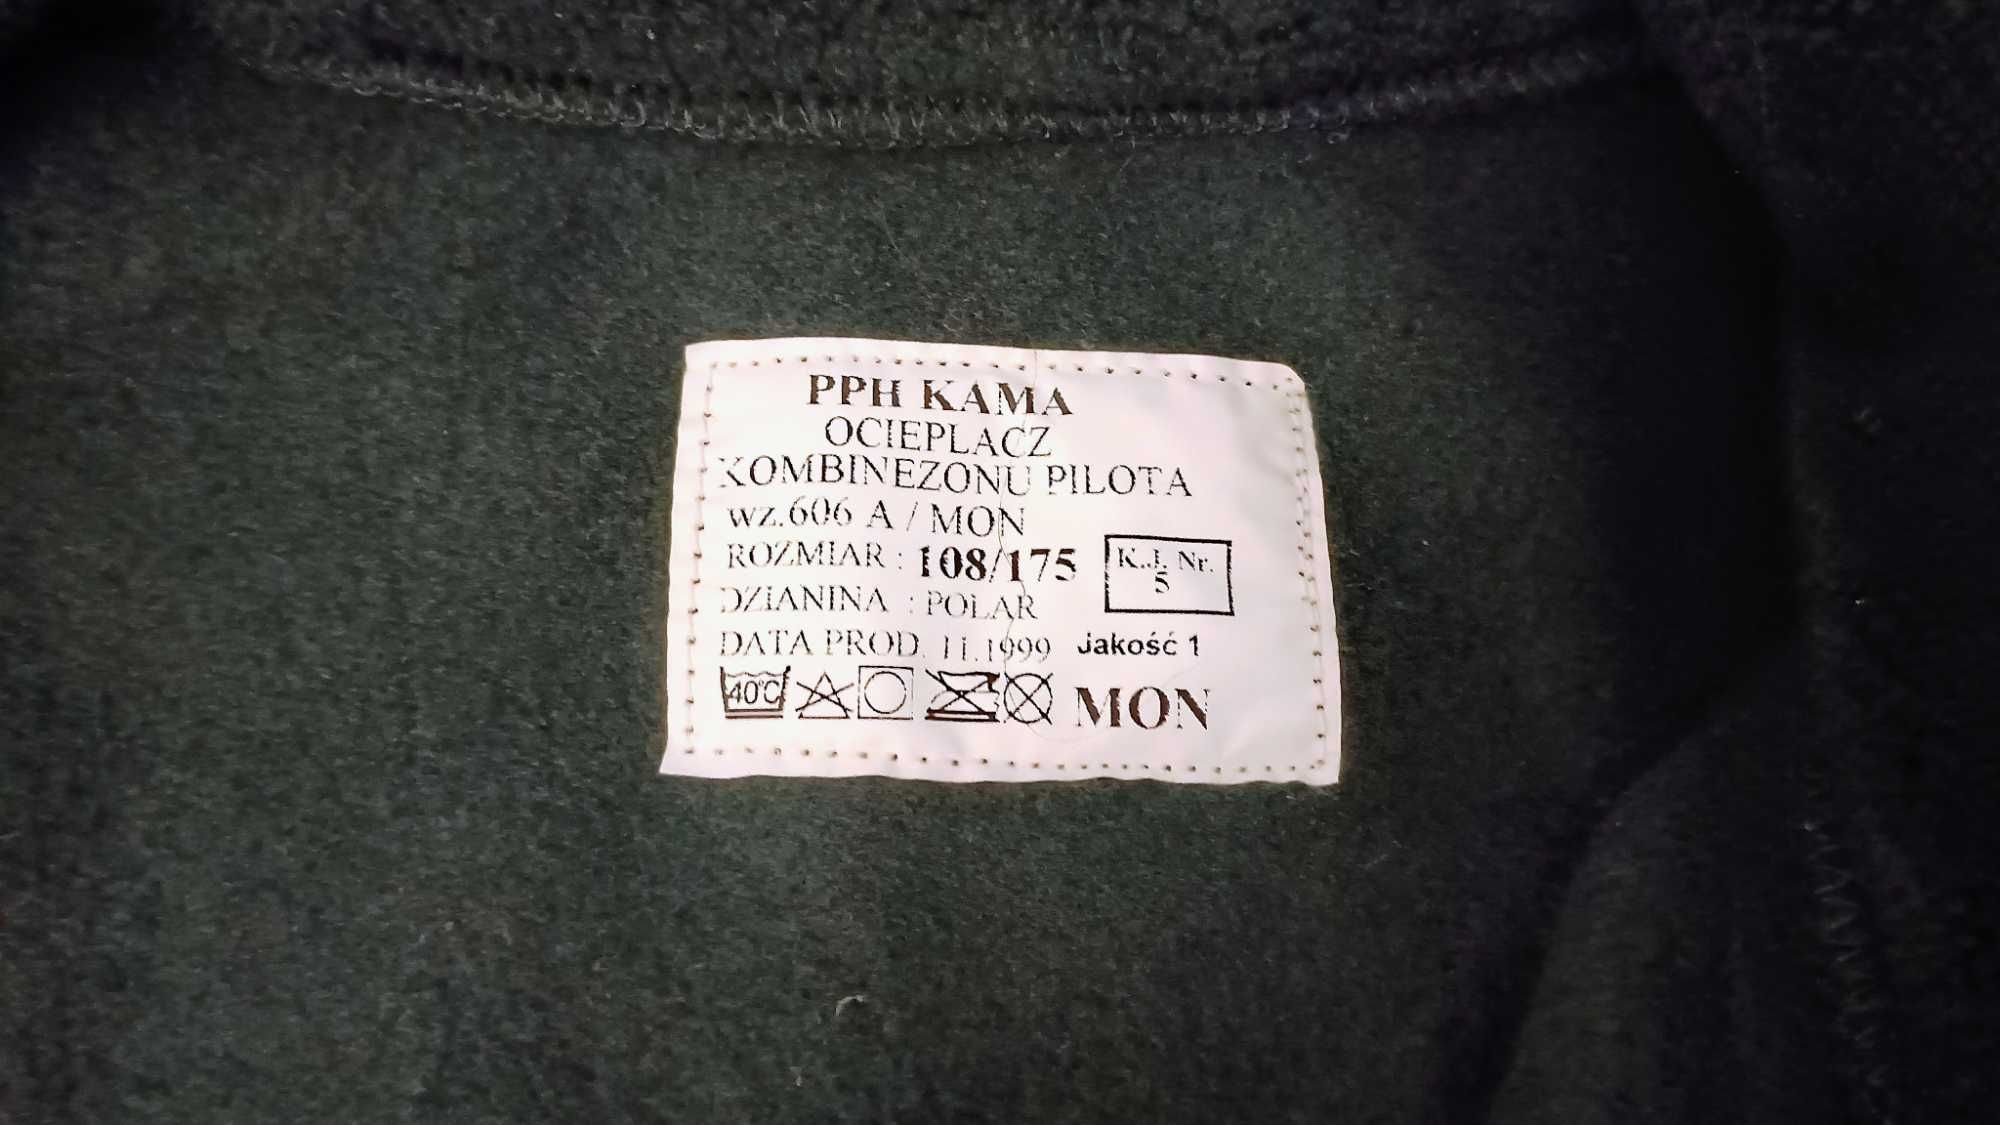 PPH KAMA
OCIEPLACZ
KOMBINEZONU PILOTA
wz.606 A / MON
ROZMIAR : 108/175
K.J. Nr.
5
DZIANINA : POLAR
DATA PROD. 11.1999 jakość 1
40°C MON